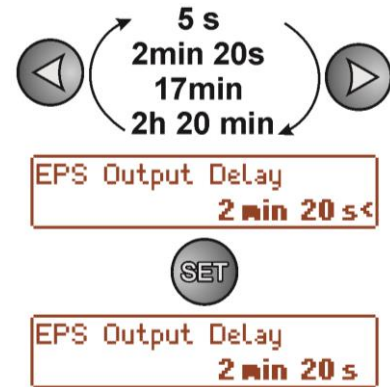 5 s
2min 20s
17min
2h 20 min
EPS Output Delay
2 min 20 s<
SET
EPS Output Delay
2 min 20 s